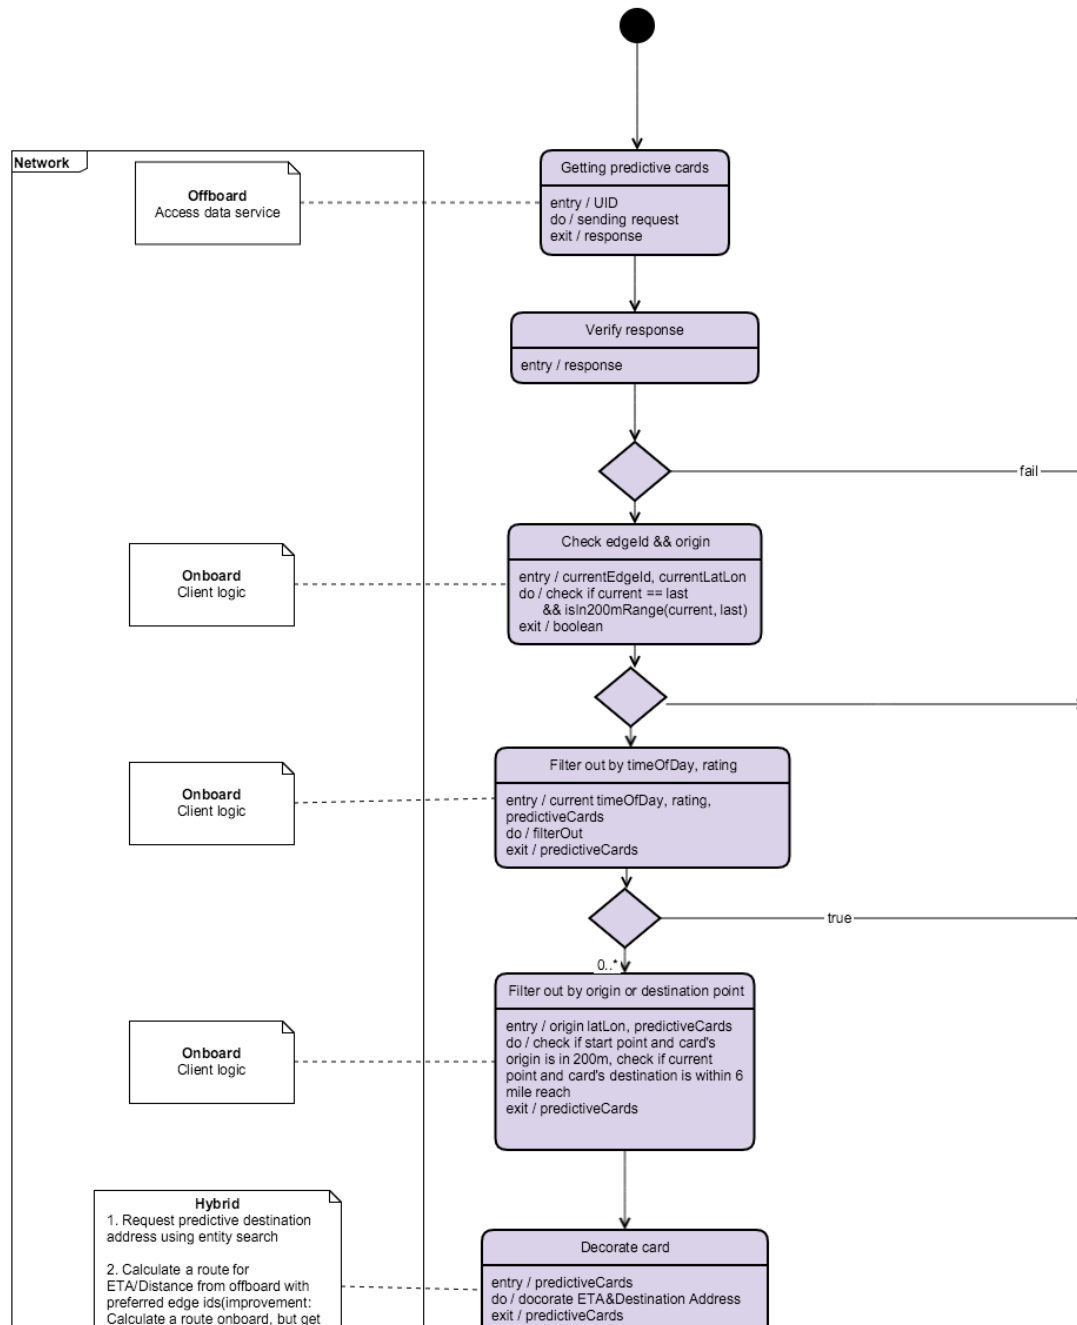 Network
Offboard
Access data service
Getting predictive cards
entry / UID
do / sending request
exit / response
Verify response
entry / response
fail
Onboard
Client logic
Check edgeId && origin
entry / currentEdgeId, currentLatLon
do / check if current == last
&& isIn200mRange(current, last)
exit / boolean
Onboard
Client logic
Filter out by timeOfDay, rating
entry / current timeOfDay, rating,
predictiveCards
do / filterOut
exit / predictiveCards
true
0..*
Onboard
Client logic
Filter out by origin or destination point
entry / origin latLon, predictiveCards
do / check if start point and card's
origin is in 200m, check if current
point and card's destination is within 6
mile reach
exit / predictiveCards
Hybrid
1. Request predictive destination
address using entity search
2. Calculate a route for
ETA/Distance from offboard with
preferred edge ids(improvement:
Calculate a route onboard, but get
Decorate card
entry / predictiveCards
do / docorate ETA&Destination Address
exit / predictiveCards